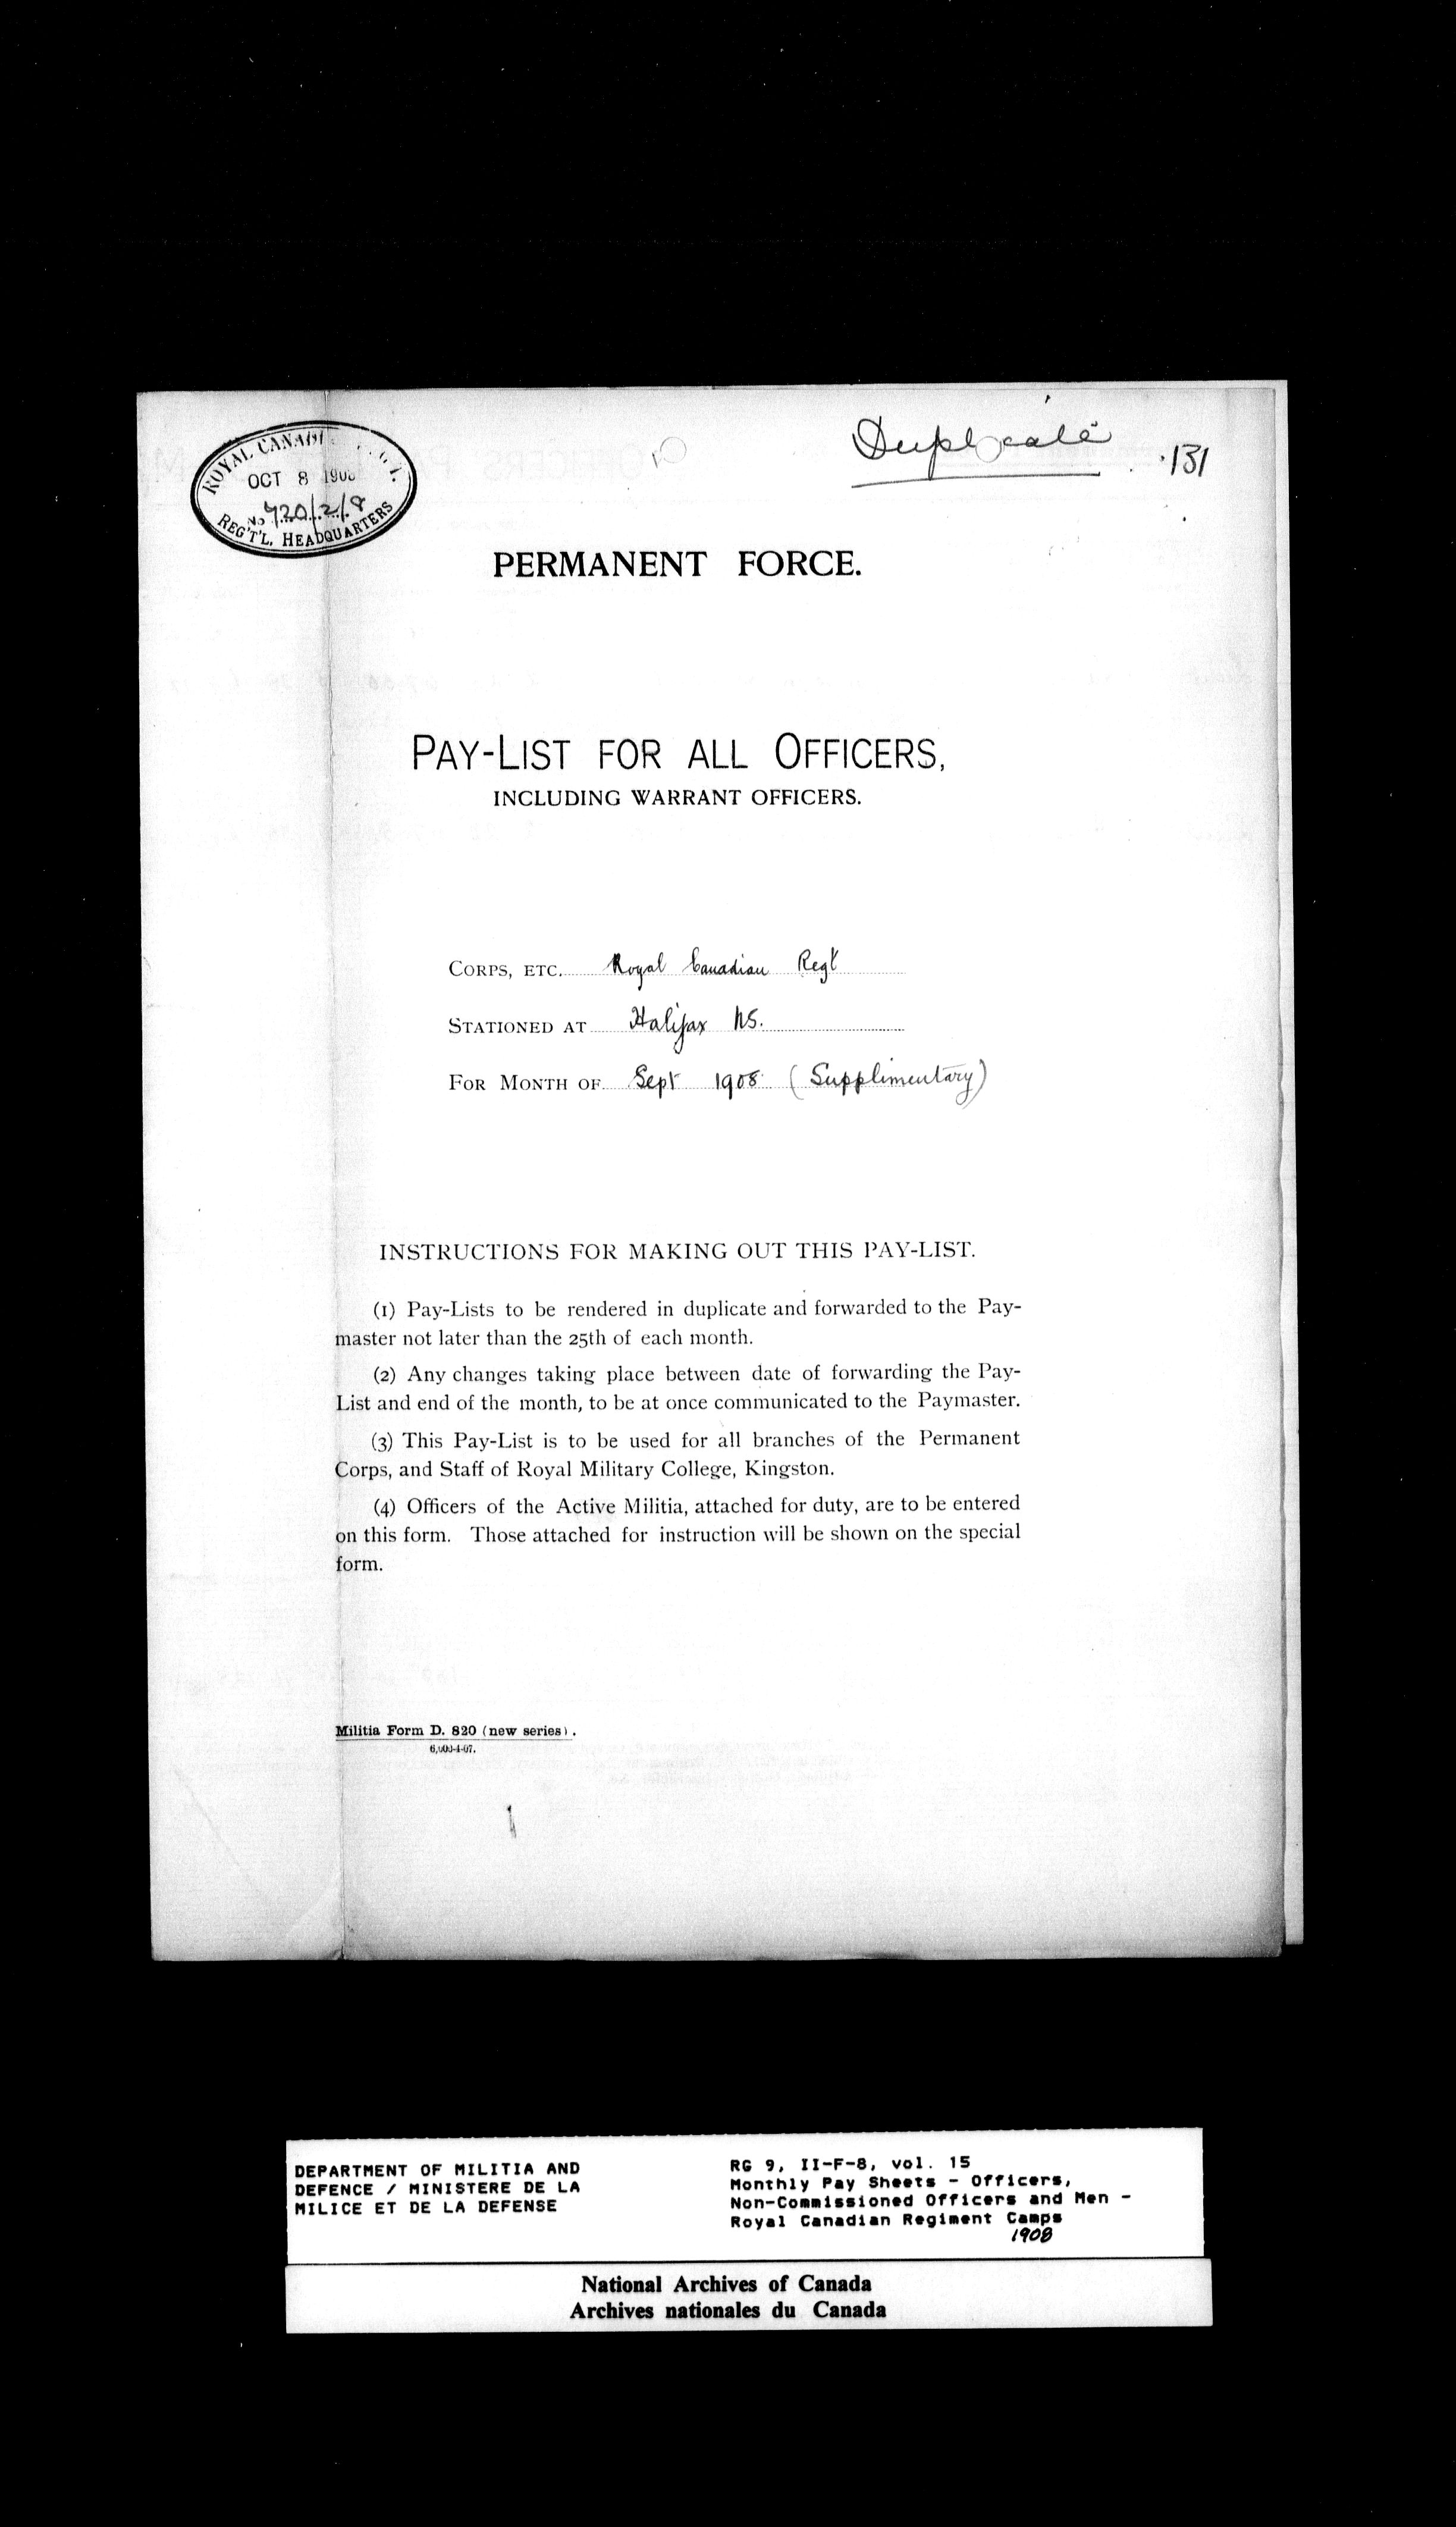 Duplicate
131
ROYAL CANADI
OCT 8 190
No 720/2/8
REG'T'L. HEADQUARTERS
PERMANENT FORCE.
PAY-LIST FOR ALL OFFICERS,
INCLUDING WARRANT OFFICERS.
CORPS, ETC. Royal Canadian Regt
STATIONED AT Halifax NS.
FOR MONTH OF Sept 1908 (Supplimentary)
INSTRUCTIONS FOR MAKING OUT THIS PAY-LIST.
(1) Pay-Lists to be rendered in duplicate and forwarded to the Pay-
master not later than the 25th of each month.
(2) Any changes taking place between date of forwarding the Pay-
List and end of the month, to be at once communicated to the Paymaster.
(3) This Pay-List is to be used for all branches of the Permanent
Corps, and Staff of Royal Military College, Kingston.
(4) Officers of the Active Militia, attached for duty, are to be entered
on this form. Those attached for instruction will be shown on the special
form.
Militia Form D. 820 (new series).
6,000-4-07.
DEPARTMENT OF MILITIA AND
DEFENCE / MINISTERE DE LA
MILICE ET DE LA DEFENSE
RG 9, II-F-8, vol. 15
Monthly Pay Sheets - Officers,
Non-Commissioned Officers and Men -
Royal Canadian Regiment Camps
1908
National Archives of Canada
Archives nationales du Canada